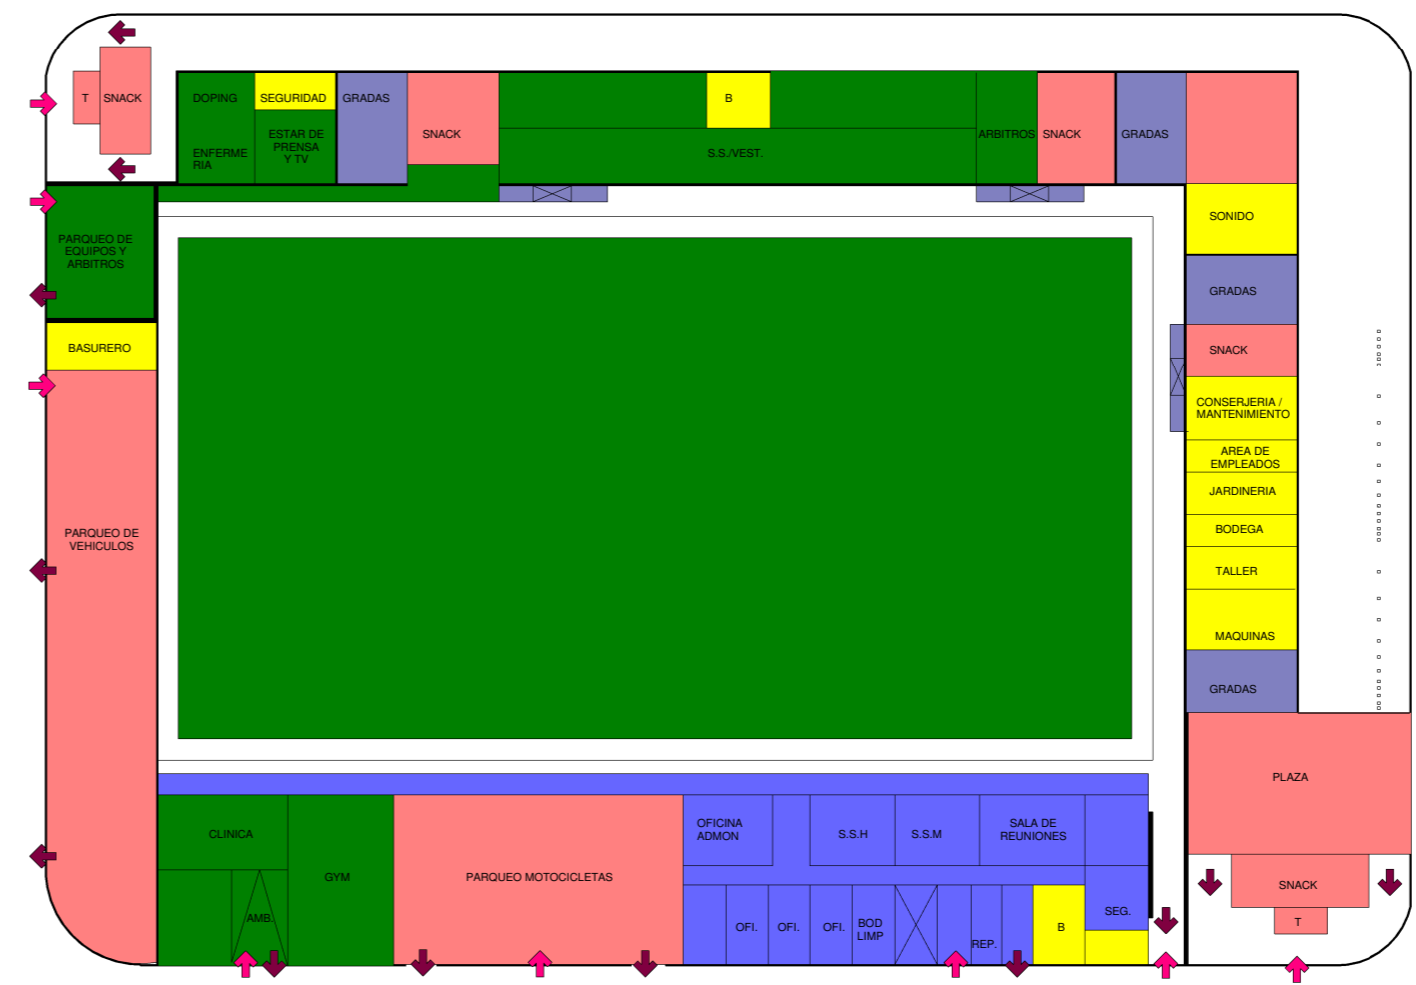 T
SNACK
DOPING
SEGURIDAD
GRADAS
SNACK
B
ARBITROS
SNACK
GRADAS
ENFERME
RIA
ESTAR DE
PRENSA
Y TV
S.S./VEST.
PARQUEO DE
EQUIPOS Y
ARBITROS
BASURERO
PARQUEO DE
VEHICULOS
SONIDO
GRADAS
SNACK
CONSERJERIA /
MANTENIMIENTO
AREA DE
EMPLEADOS
JARDINERIA
BODEGA
TALLER
MAQUINAS
GRADAS
PLAZA
SNACK
T
CLINICA
AMB.
GYM
PARQUEO MOTOCICLETAS
OFICINA
ADMON
S.S.H
S.S.M
SALA DE
REUNIONES
OFI.
OFI.
OFI.
BOD
LIMP
REP.
B
SEG.